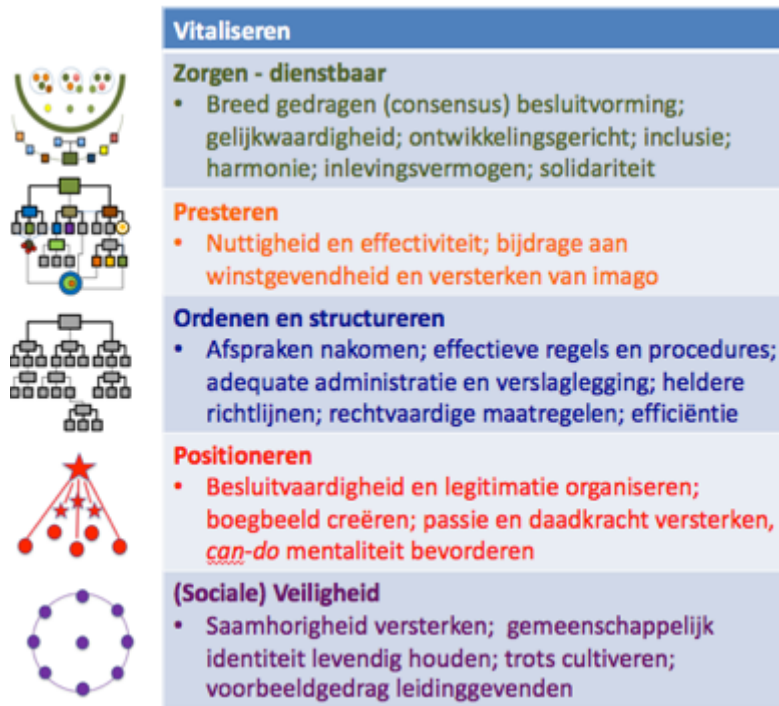 Vitaliseren
Zorgen - dienstbaar
• Breed gedragen (consensus) besluitvorming;
gelijkwaardigheid; ontwikkelingsgericht; inclusie;
harmonie; inlevingsvermogen; solidariteit
Presteren
• Nuttigheid en effectiviteit; bijdrage aan
winstgevendheid en versterken van imago
Ordenen en structureren
• Afspraken nakomen; effectieve regels en procedures;
adequate administratie en verslaglegging; heldere
richtlijnen; rechtvaardige maatregelen; efficiëntie
Positioneren
• Besluitvaardigheid en legitimatie organiseren;
boegbeeld creëren; passie en daadkracht versterken,
can-do mentaliteit bevorderen
(Sociale) Veiligheid
• Saamhorigheid versterken; gemeenschappelijk
identiteit levendig houden; trots cultiveren;
voorbeeldgedrag leidinggevenden